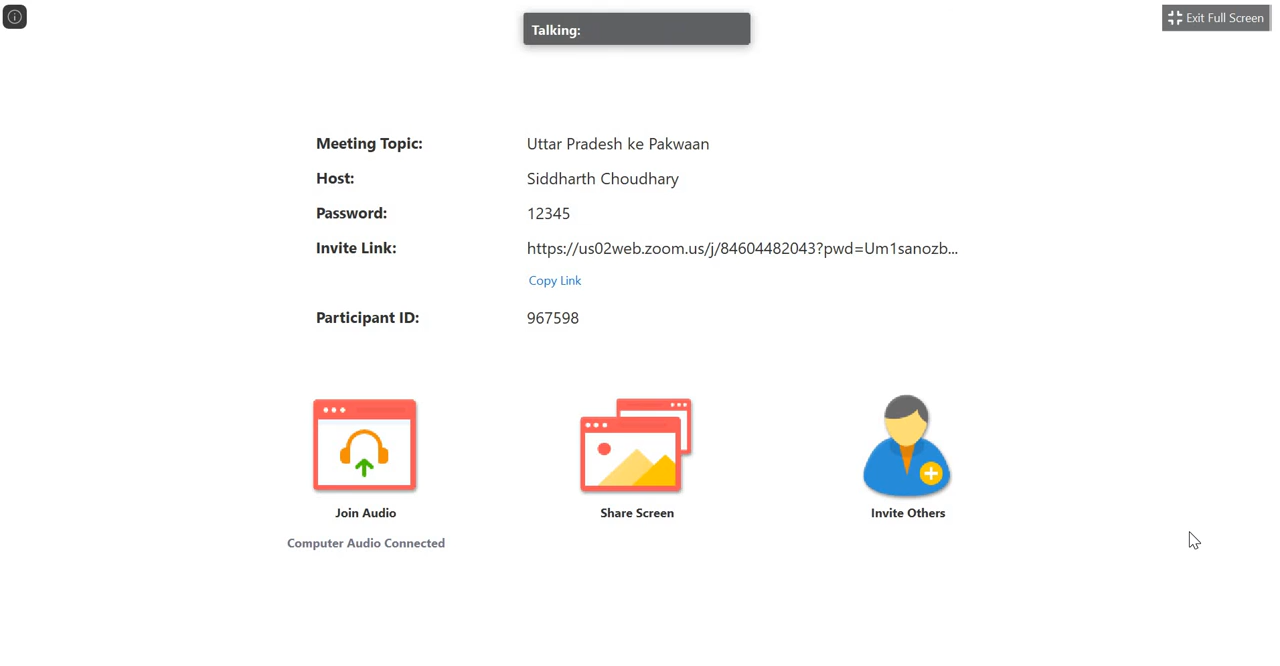 Talking:
Exit Full Screen
Meeting Topic: Uttar Pradesh ke Pakwaan
Host: Siddharth Choudhary
Password: 12345
Invite Link: https://us02web.zoom.us/j/84604482043?pwd=Um1sanozb...
Copy Link
Participant ID: 967598
Join Audio Share Screen Invite Others
Computer Audio Connected